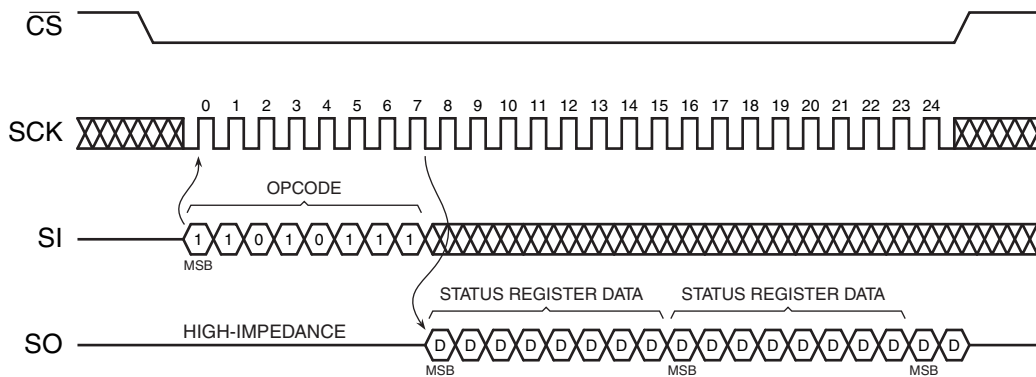 C̅S̅
0 1 2 3 4 5 6 7 8 9 10 11 12 13 14 15 16 17 18 19 20 21 22 23 24
SCK
OPCODE
SI 1 1 0 1 0 1 1 1
MSB
STATUS REGISTER DATA STATUS REGISTER DATA
HIGH-IMPEDANCE
SO D D D D D D D D D D D D D D D D D D
MSB MSB MSB